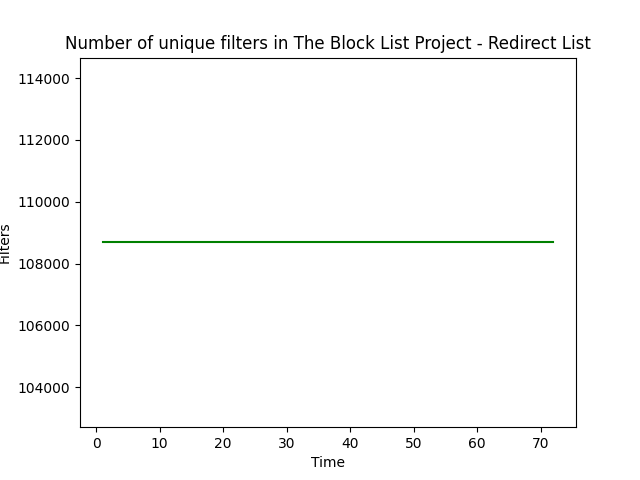 Number of unique filters in The Block List Project - Redirect List
114000
112000
110000
108000
106000
104000
Filters
0 10 20 30 40 50 60 70
Time